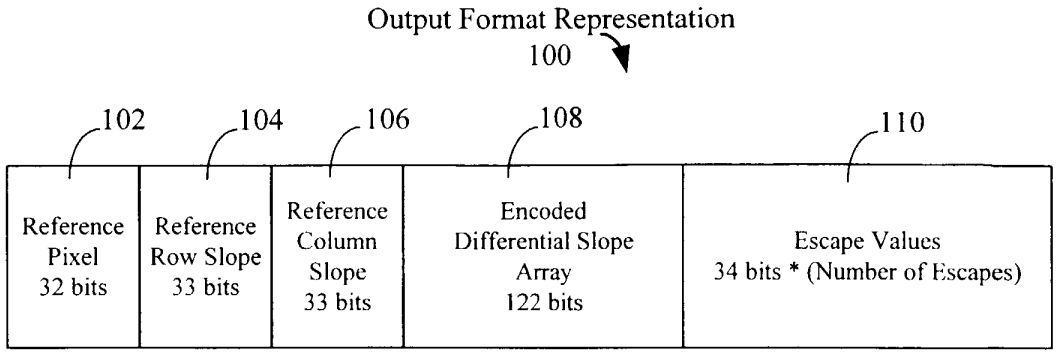 Output Format Representation
100
102
104
106
108
110
Reference
Pixel
32 bits
Reference
Row Slope
33 bits
Reference
Column
Slope
33 bits
Encoded
Differential Slope
Array
122 bits
Escape Values
34 bits * (Number of Escapes)